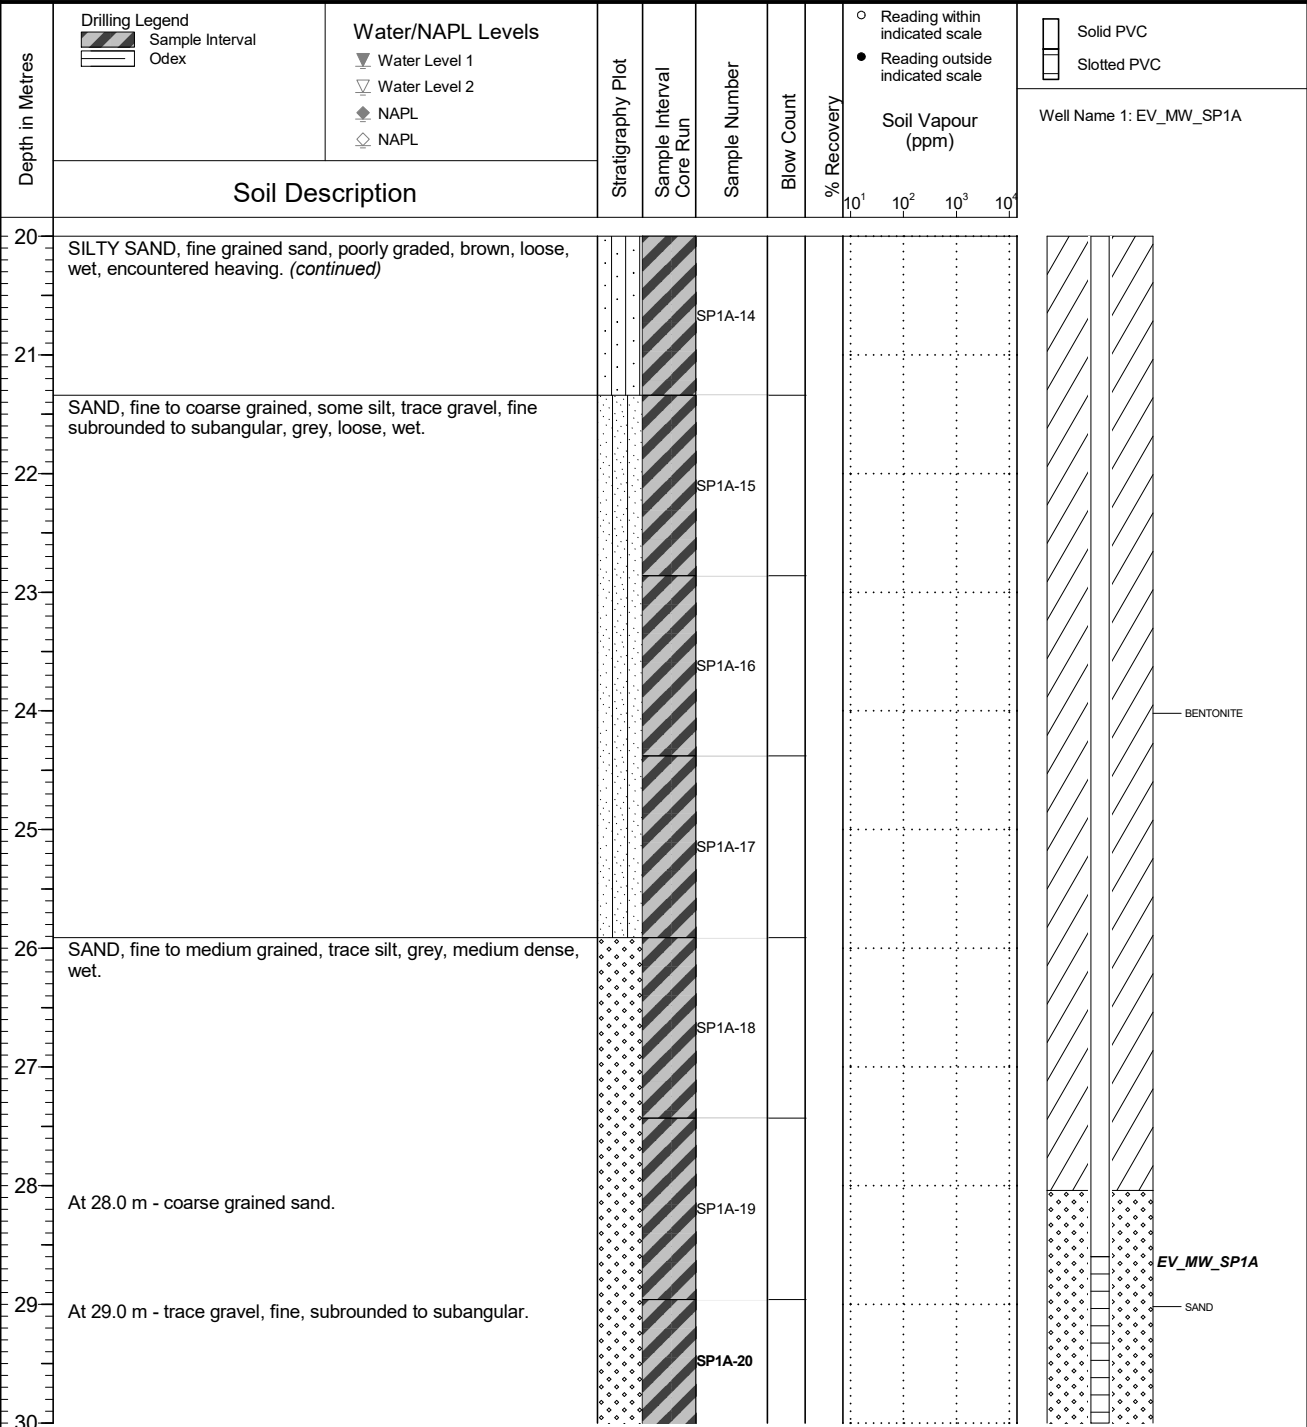 Depth in Metres
Drilling Legend
Sample Interval
Odex
Water/NAPL Levels
Water Level 1
Water Level 2
NAPL
NAPL
Soil Description
Stratigraphy Plot
Sample Interval
Core Run
Sample Number
Blow Count
% Recovery
Reading within
indicated scale
Reading outside
indicated scale
Soil Vapour
(ppm)
10¹ 10² 10³ 10⁴
Solid PVC
Slotted PVC
Well Name 1: EV_MW_SP1A
20
SILTY SAND, fine grained sand, poorly graded, brown, loose,
wet, encountered heaving. (continued)
SP1A-14
21
SAND, fine to coarse grained, some silt, trace gravel, fine
subrounded to subangular, grey, loose, wet.
22
SP1A-15
23
SP1A-16
24
BENTONITE
25
SP1A-17
26
SAND, fine to medium grained, trace silt, grey, medium dense,
wet.
SP1A-18
27
28
At 28.0 m - coarse grained sand.
SP1A-19
EV_MW_SP1A
29
At 29.0 m - trace gravel, fine, subrounded to subangular.
SAND
SP1A-20
30